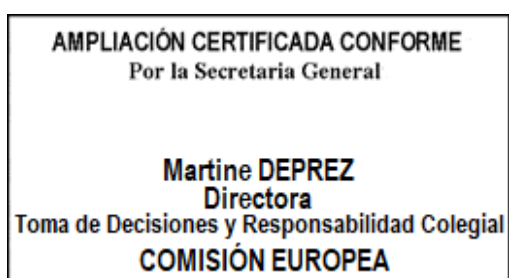 AMPLIACIÓN CERTIFICADA CONFORME
Por la Secretaria General
Martine DEPREZ
Directora
Toma de Decisiones y Responsabilidad Colegial
COMISIÓN EUROPEA